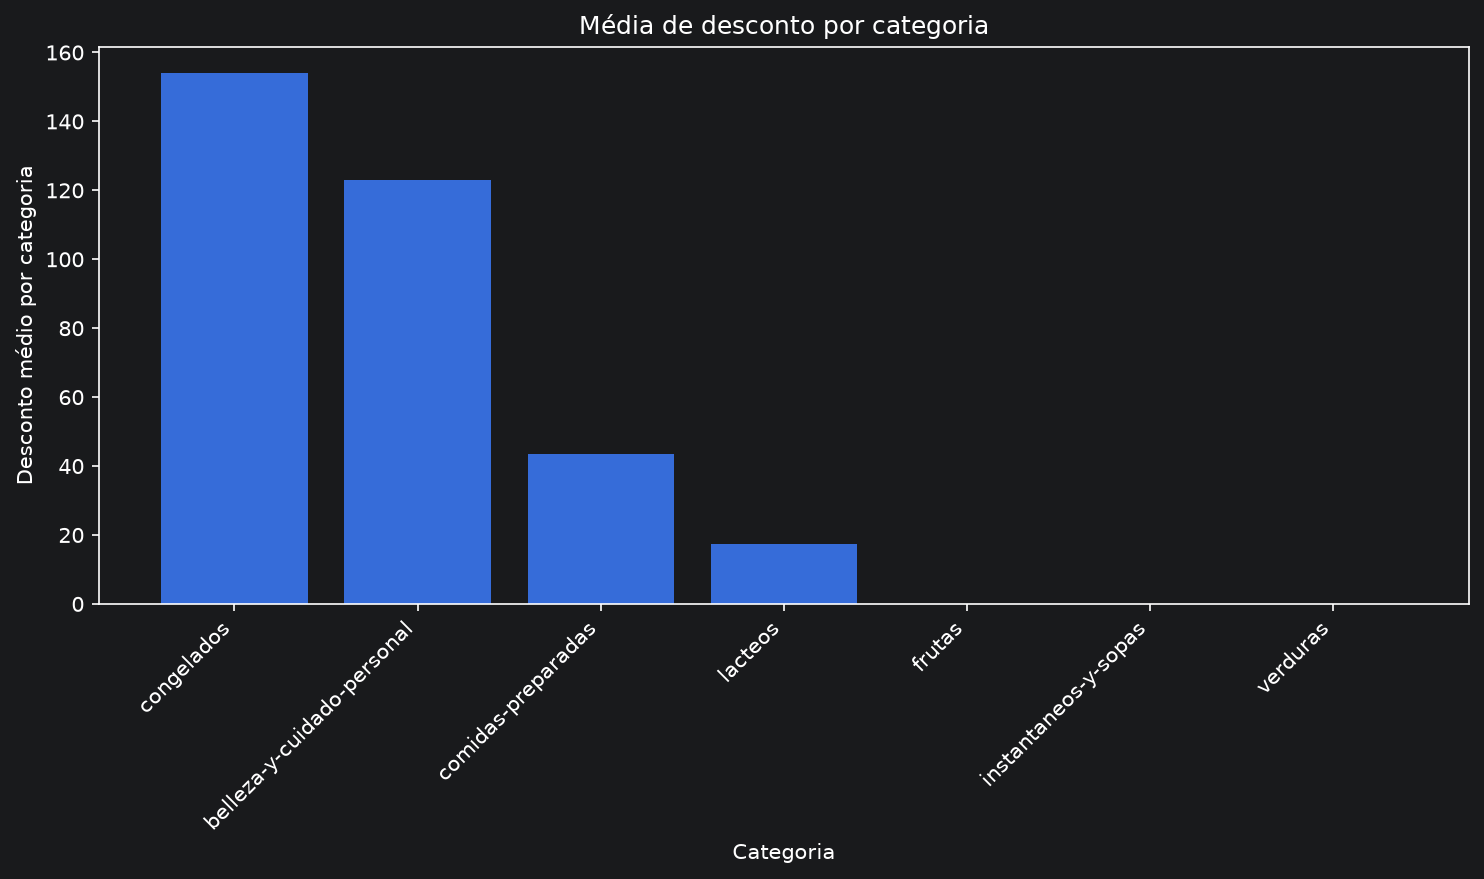 Média de desconto por categoria
Desconto médio por categoria
160
140
120
100
80
60
40
20
0
congelados
belleza-y-cuidado-personal
comidas-preparadas
lacteos
frutas
instantaneos-y-sopas
verduras
Categoria